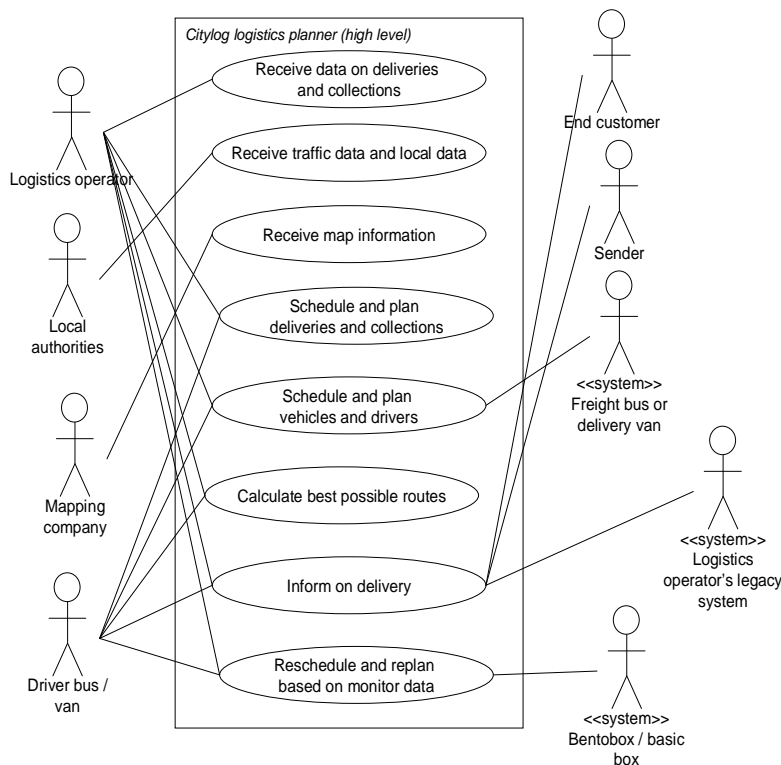 Citylog logistics planner (high level)
Receive data on deliveries
and collections
Receive traffic data and local data
Receive map information
Schedule and plan
deliveries and collections
Schedule and plan
vehicles and drivers
Calculate best possible routes
Inform on delivery
Reschedule and replan
based on monitor data
Logistics operator
Local
authorities
Mapping
company
Driver bus /
van
End customer
Sender
<<system>>
Freight bus or
delivery van
<<system>>
Logistics
operator's legacy
system
<<system>>
Bentobox / basic
box